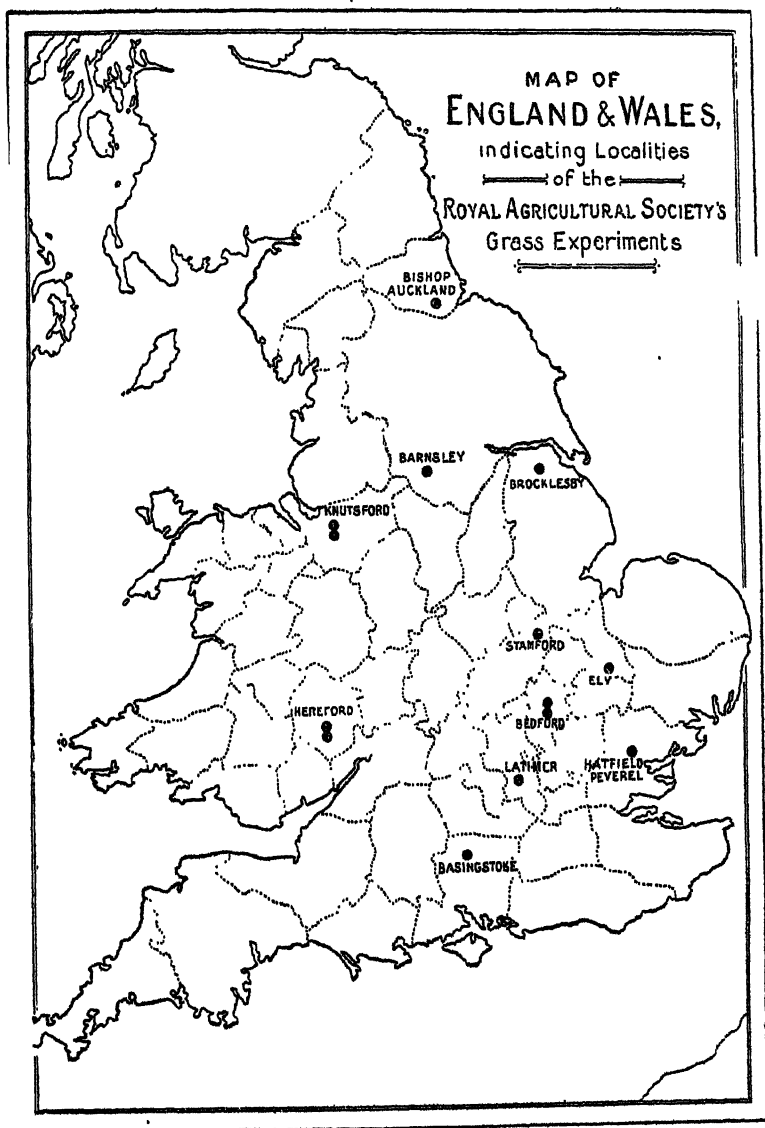 MAP OF
ENGLAND & WALES,
indicating Localities
of the
ROYAL AGRICULTURAL SOCIETY'S
Grass Experiments
BISHOP
AUCKLAND
BARNSLEY
BROCKLESBY
KNUTSFORD
STAMFORD
ELY
HEREFORD
BEDFORD
LATIMER
HATFIELD
PEVEREL
BASINGSTOKE